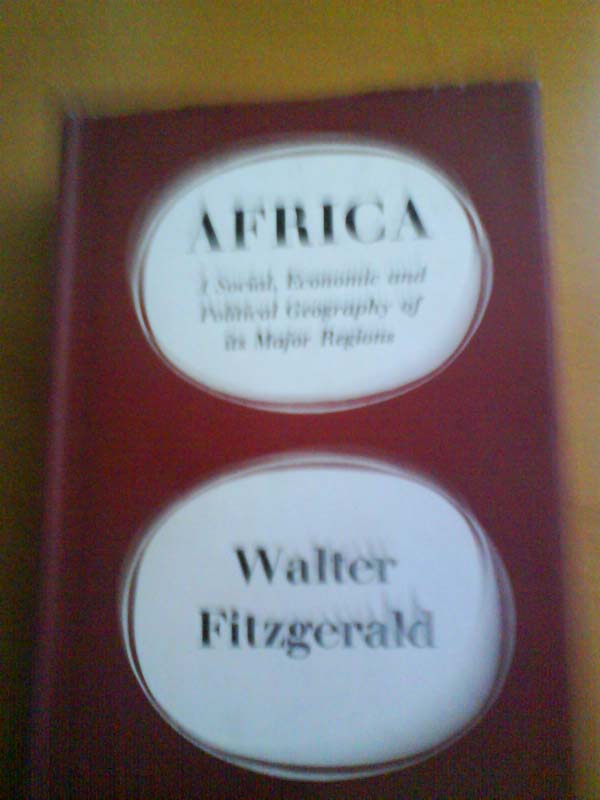 AFRICA
A Social, Economic and
Political Geography of
its Major Regions
Walter
Fitzgerald